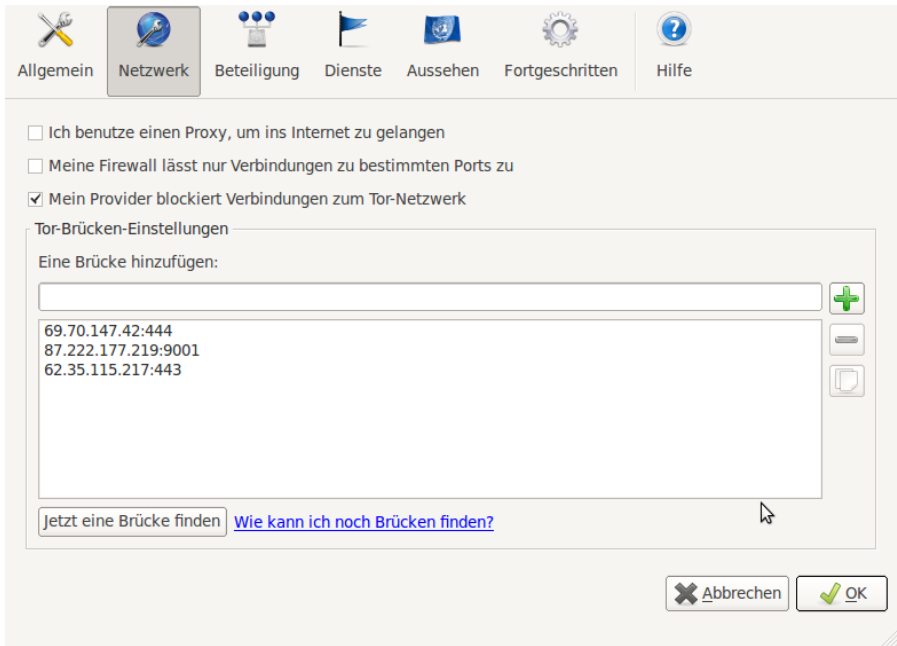 Allgemein Netzwerk Beteiligung Dienste Aussehen Fortgeschritten Hilfe
Ich benutze einen Proxy, um ins Internet zu gelangen
Meine Firewall lässt nur Verbindungen zu bestimmten Ports zu
Mein Provider blockiert Verbindungen zum Tor-Netzwerk
Tor-Brücken-Einstellungen
Eine Brücke hinzufügen:
69.70.147.42:444
87.222.177.219:9001
62.35.115.217:443
Jetzt eine Brücke finden Wie kann ich noch Brücken finden?
Abbrechen OK